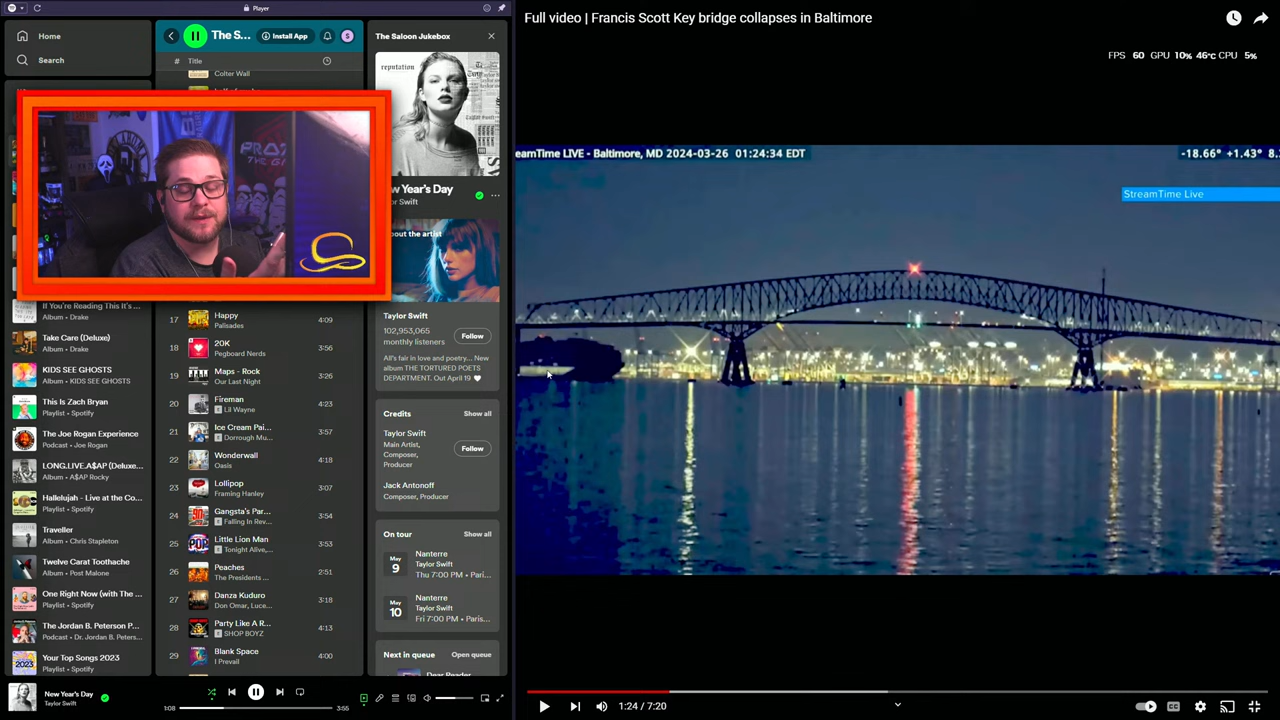 Player
Home
Search
The S...
Install App
S
# Title
Colter Wall
If You're Reading This It's ...
Album • Drake
Take Care (Deluxe)
Album • Drake
KIDS SEE GHOSTS
Album • KIDS SEE GHOSTS
This Is Zach Bryan
Playlist • Spotify
The Joe Rogan Experience
Podcast • Joe Rogan
LONG.LIVE.A$AP (Deluxe...
Album • A$AP Rocky
Hallelujah - Live at the Co...
Playlist • Spotify
Traveller
Album • Chris Stapleton
Twelve Carat Toothache
Album • Post Malone
One Right Now (with The ...
Playlist • Spotify
The Jordan B. Peterson P...
Podcast • Dr. Jordan B. Peters...
Your Top Songs 2023
Playlist • Spotify
17 Happy 4:09
Palisades
18 20K 3:56
Pegboard Nerds
19 Maps - Rock 3:26
Our Last Night
20 Fireman 4:23
Lil Wayne
21 Ice Cream Pai... 3:57
Dorrough Mu...
22 Wonderwall 4:18
Oasis
23 Lollipop 3:07
Framing Hanley
24 Gangsta's Par... 3:54
Falling In Rev...
25 Little Lion Man 3:53
Tonight Alive,...
26 Peaches 2:51
The Presidents ...
27 Danza Kuduro 3:18
Don Omar, Luce...
28 Party Like A R... 4:13
SHOP BOYZ
29 Blank Space 4:00
I Prevail
The Saloon Jukebox
reputation
w Year's Day
or Swift
bout the artist
Taylor Swift
102,953,065
monthly listeners
Follow
All's fair in love and poetry... New
album THE TORTURED POETS
DEPARTMENT. Out April 19
Credits Show all
Taylor Swift
Main Artist,
Composer,
Producer
Follow
Jack Antonoff
Composer, Producer
On tour Show all
May
9
Nanterre
Taylor Swift
Thu 7:00 PM • Pari...
May
10
Nanterre
Taylor Swift
Fri 7:00 PM • Paris...
Next in queue Open queue
Dear Reader
New Year's Day
Taylor Swift
1:08 3:55
Full video | Francis Scott Key bridge collapses in Baltimore
FPS 60 GPU 10% 46°C CPU 5%
eamTime LIVE - Baltimore, MD 2024-03-26 01:24:34 EDT
-18.66° +1.43° 8.
StreamTime Live
1:24 / 7:20
CC